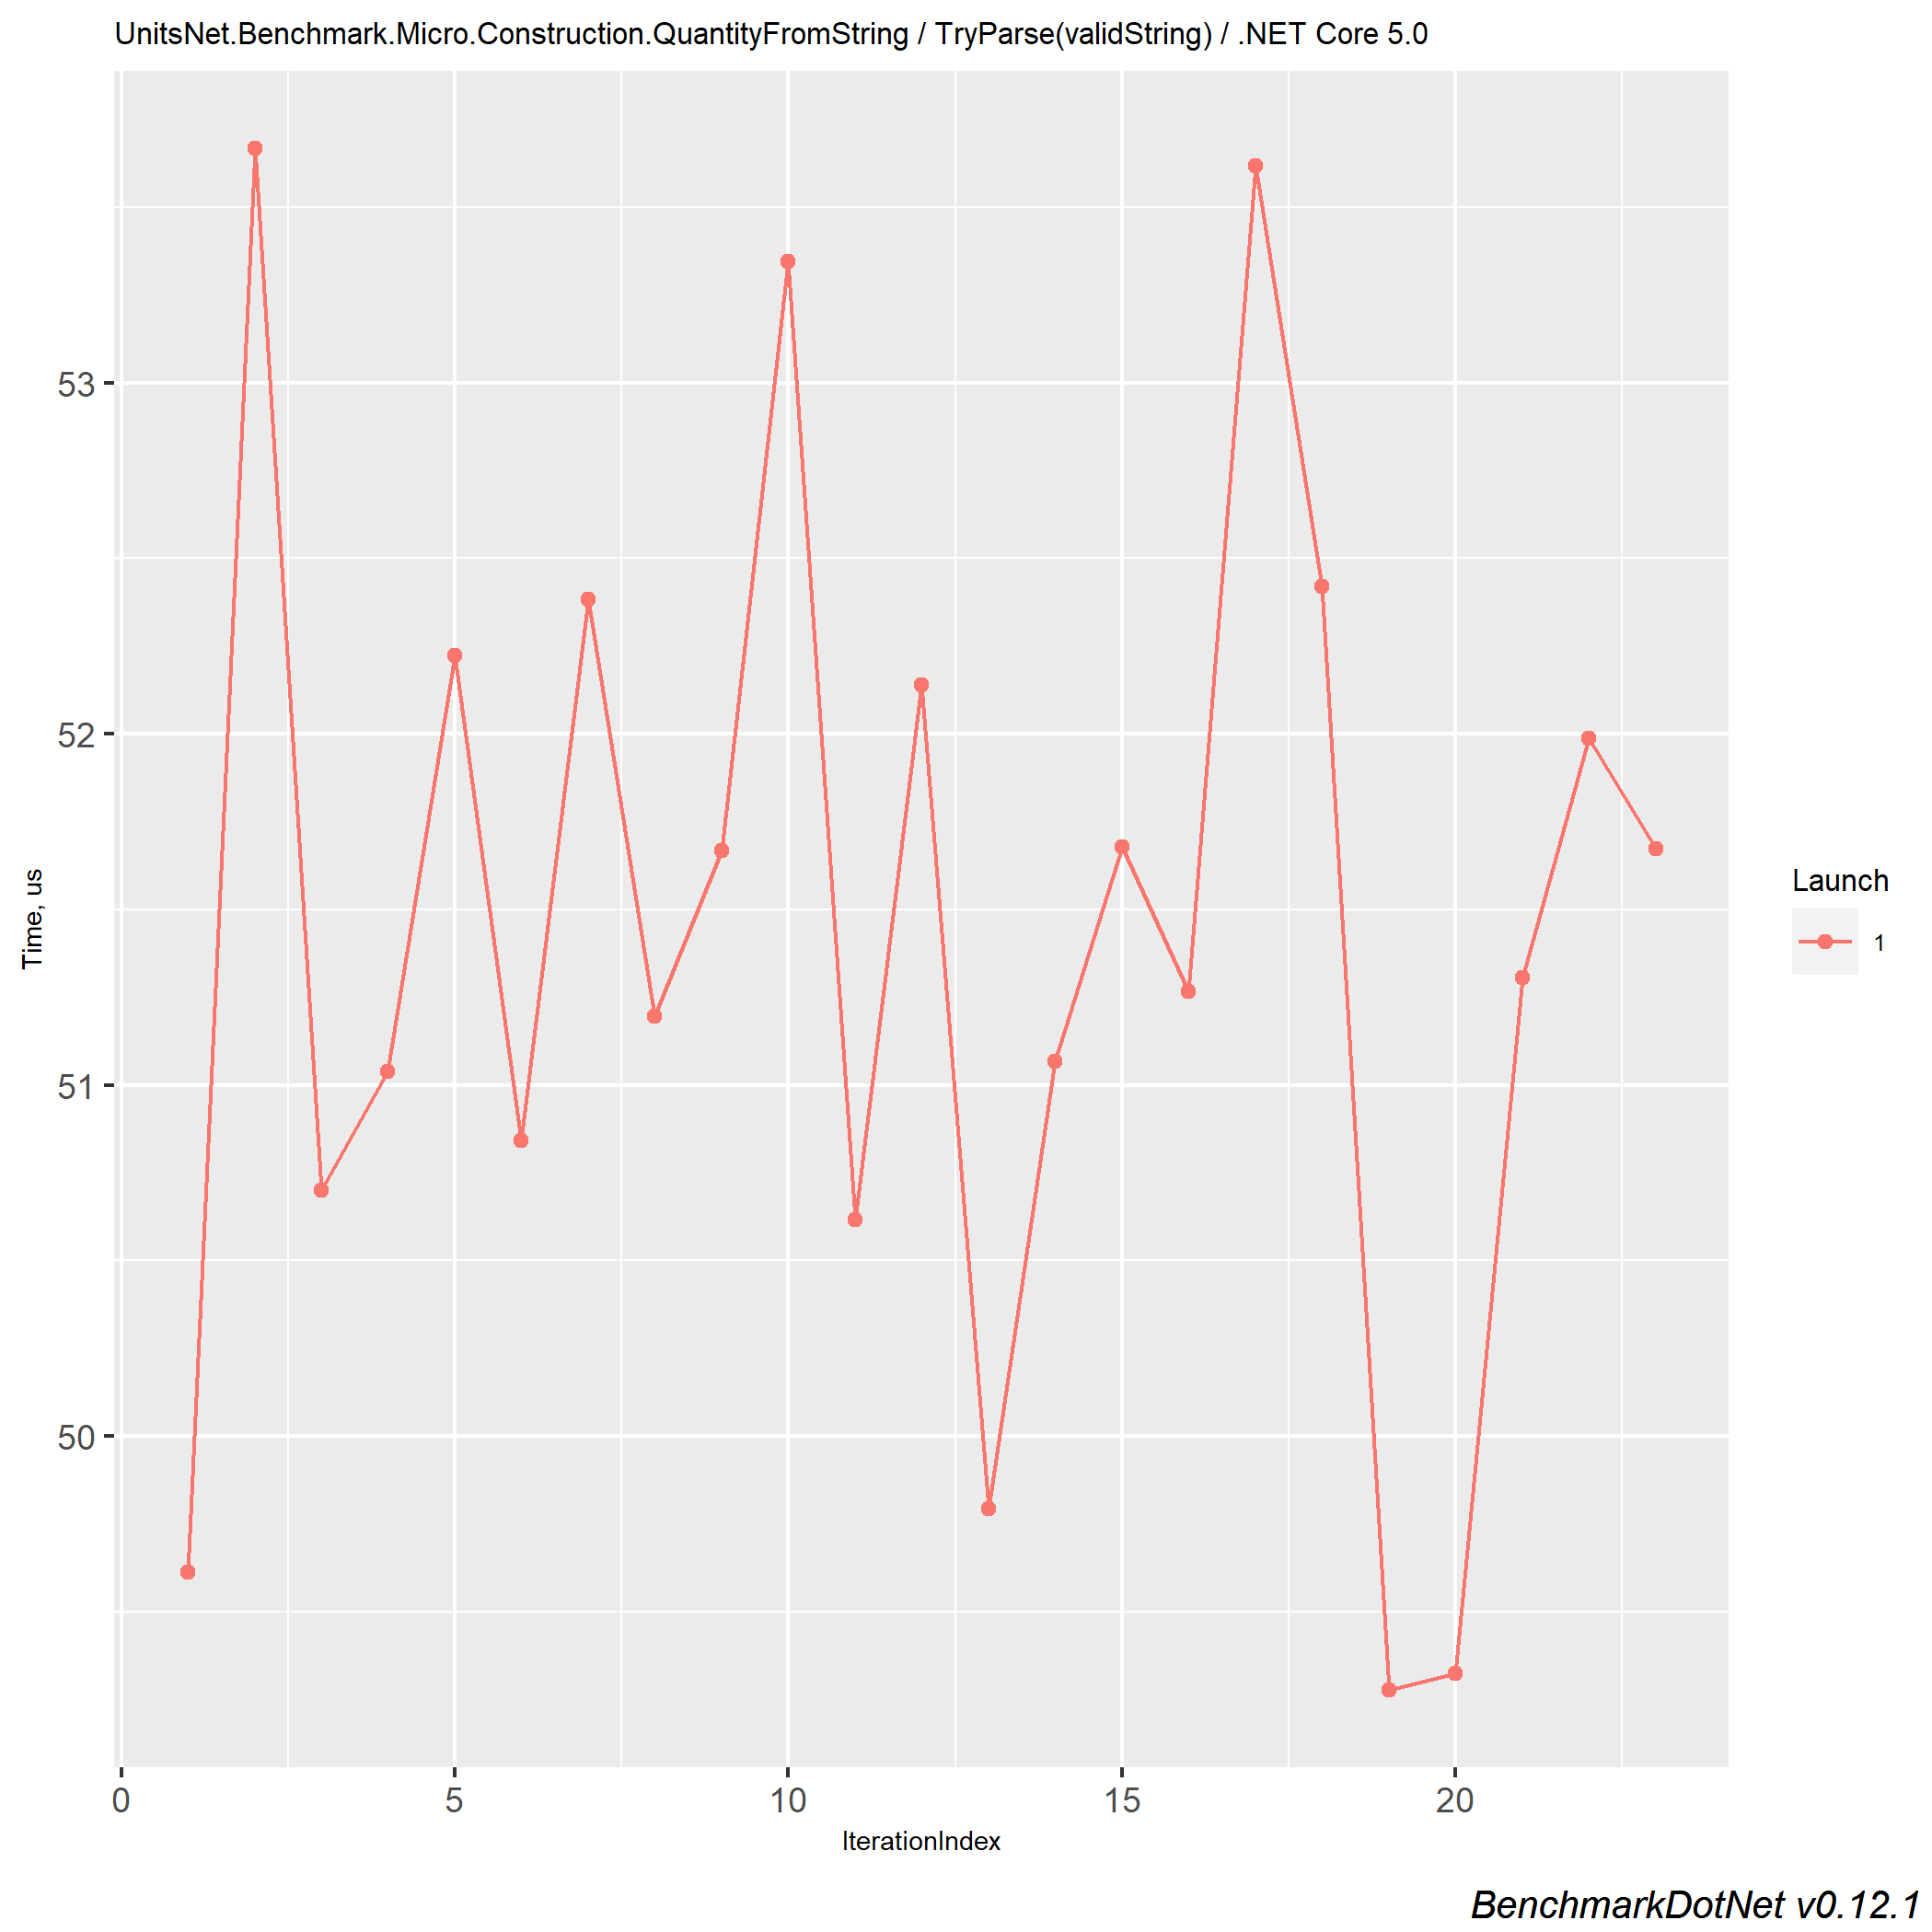 UnitsNet.Benchmark.Micro.Construction.QuantityFromString / TryParse(validString) / .NET Core 5.0
53
52
51
50
Time, us
0 5 10 15 20
IterationIndex
Launch
1
BenchmarkDotNet v0.12.1